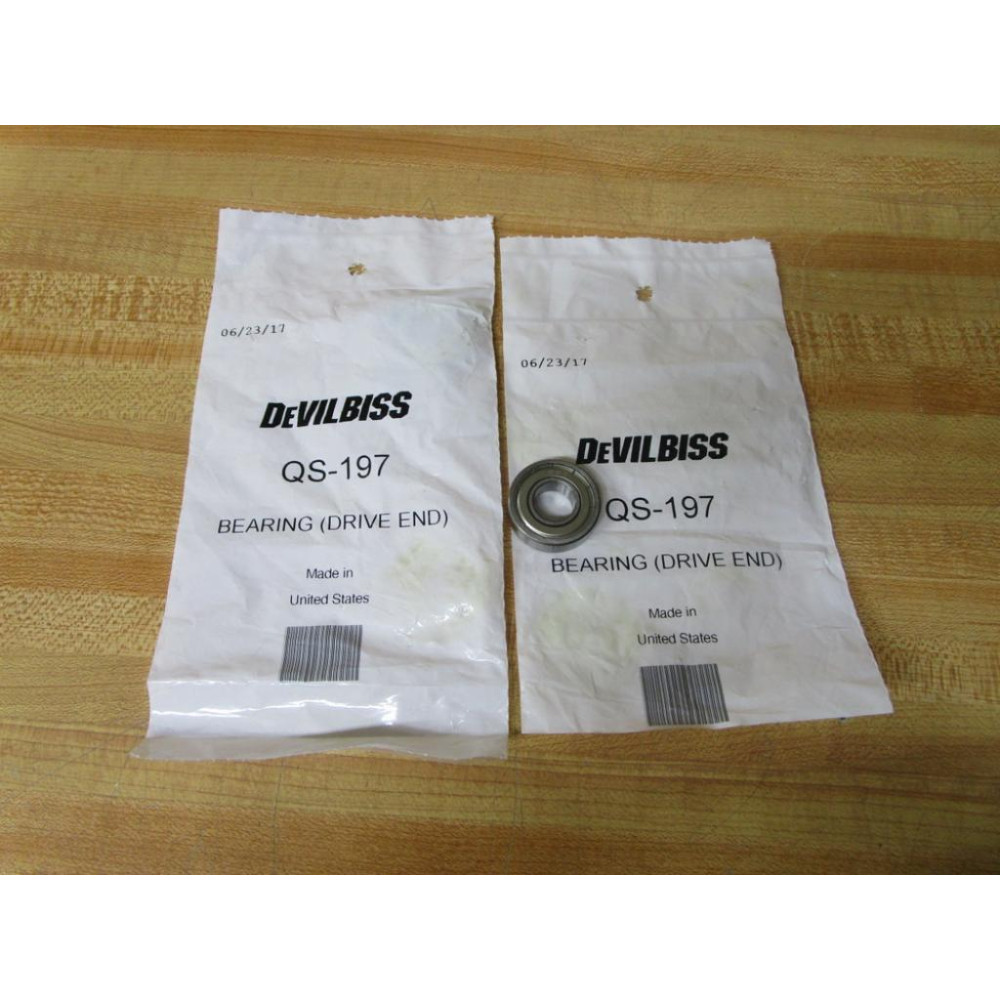 06/23/17
DEVILBISS
QS-197
BEARING (DRIVE END)
Made in
United States
06/23/17
DEVILBISS
QS-197
BEARING (DRIVE END)
Made in
United States